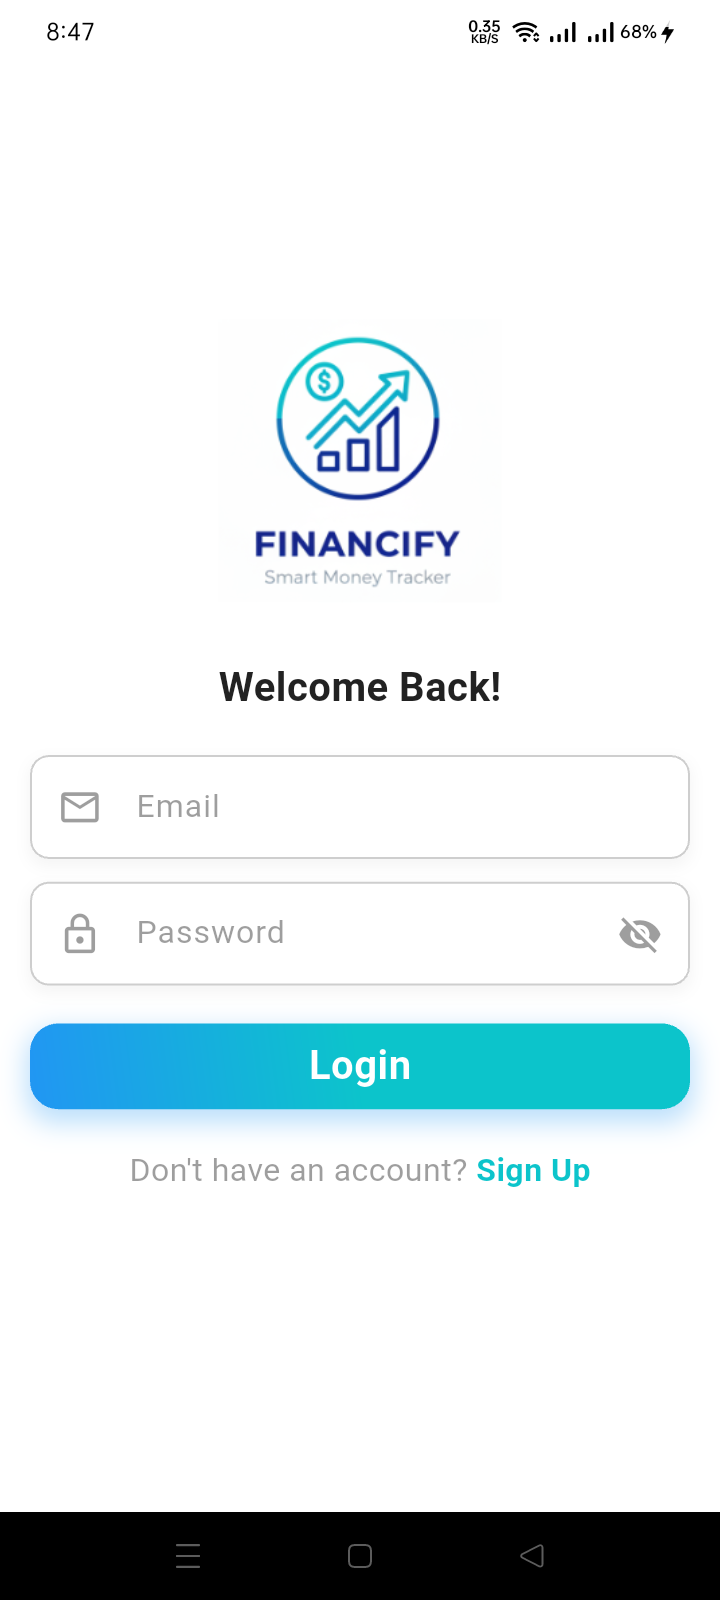 8:47
0.35
KB/S
68%
$
FINANCIFY
Smart Money Tracker
Welcome Back!
Email
Password
Login
Don't have an account? Sign Up